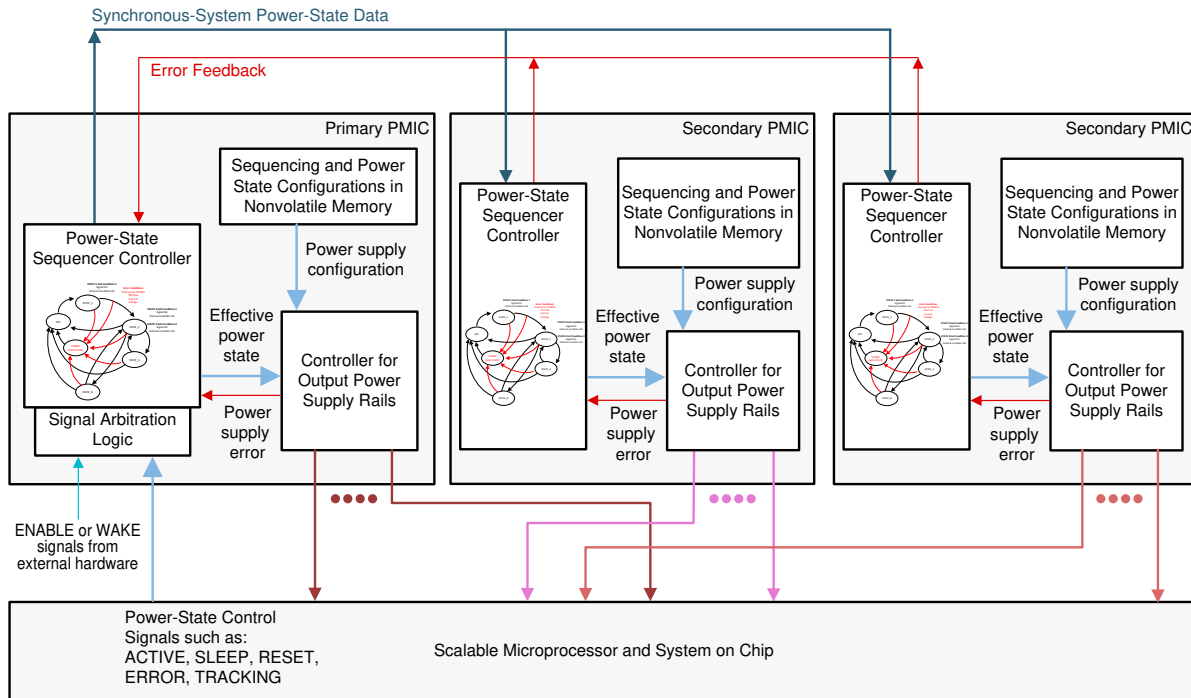 Synchronous-System Power-State Data
Error Feedback
Primary PMIC
Sequencing and Power
State Configurations in
Nonvolatile Memory
Power-State
Sequencer Controller
Power supply
configuration
Effective
power
state
Controller for
Output Power
Supply Rails
Power
supply
error
Signal Arbitration
Logic
ENABLE or WAKE
signals from
external hardware
Secondary PMIC
Power-State
Sequencer
Controller
Sequencing and Power
State Configurations in
Nonvolatile Memory
Power supply
configuration
Effective
power
state
Controller for
Output Power
Supply Rails
Power
supply
error
Secondary PMIC
Power-State
Sequencer
Controller
Sequencing and Power
State Configurations in
Nonvolatile Memory
Power supply
configuration
Effective
power
state
Controller for
Output Power
Supply Rails
Power
supply
error
Power-State Control
Signals such as:
ACTIVE, SLEEP, RESET,
ERROR, TRACKING
Scalable Microprocessor and System on Chip